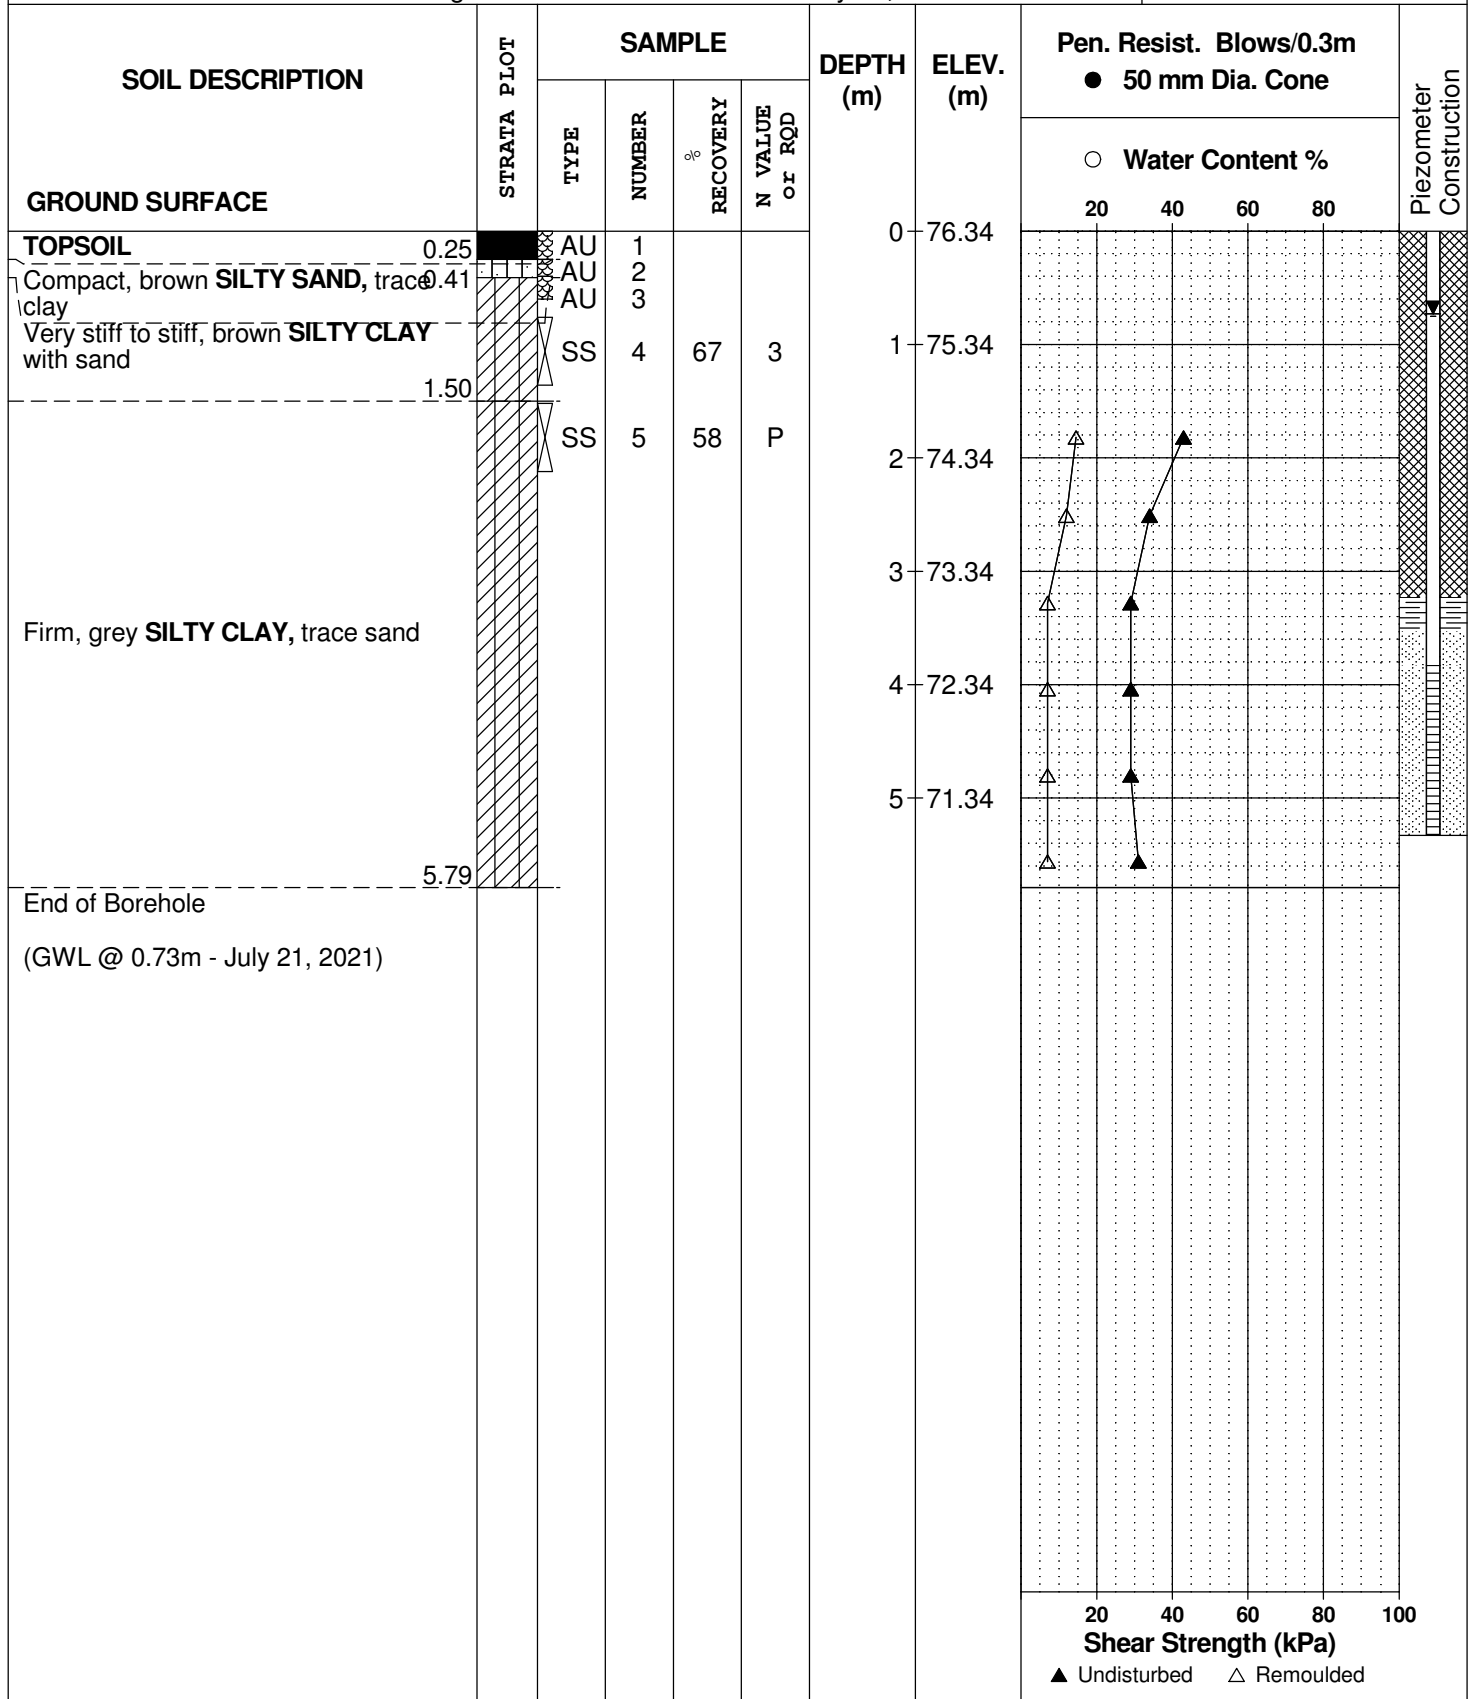 SOIL DESCRIPTION
GROUND SURFACE
STRATA PLOT
SAMPLE
TYPE
NUMBER
%
RECOVERY
N VALUE
or RQD
DEPTH
(m)
ELEV.
(m)
Pen. Resist. Blows/0.3m
● 50 mm Dia. Cone
○ Water Content %
20 40 60 80
Piezometer
Construction
TOPSOIL 0.25
AU 1
0 76.34
Compact, brown SILTY SAND, trace 0.41
clay
AU 2
AU 3
Very stiff to stiff, brown SILTY CLAY
with sand
SS 4 67 3
1 75.34
1.50
SS 5 58 P
2 74.34
3 73.34
Firm, grey SILTY CLAY, trace sand
4 72.34
5 71.34
5.79
End of Borehole
(GWL @ 0.73m - July 21, 2021)
20 40 60 80 100
Shear Strength (kPa)
▲ Undisturbed △ Remoulded